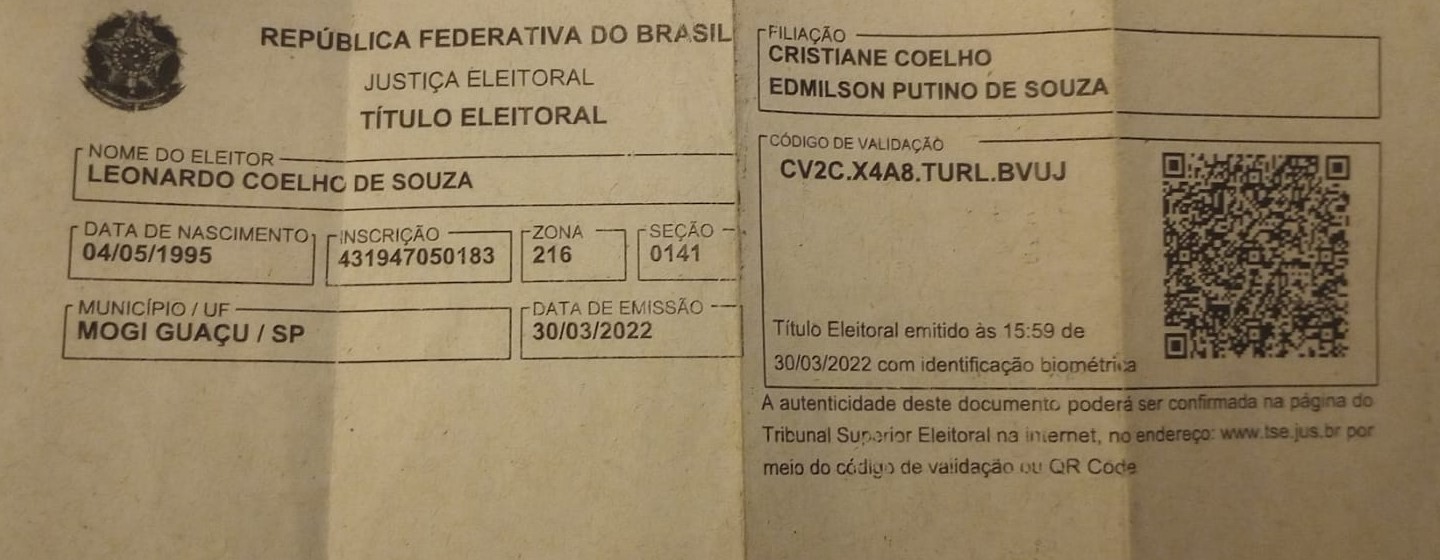 REPÚBLICA FEDERATIVA DO BRASIL
JUSTIÇA ELEITORAL
TÍTULO ELEITORAL
NOME DO ELEITOR
LEONARDO COELHO DE SOUZA
DATA DE NASCIMENTO
04/05/1995
INSCRIÇÃO
431947050183
ZONA
216
SEÇÃO
0141
MUNICÍPIO / UF
MOGI GUAÇU / SP
DATA DE EMISSÃO
30/03/2022
FILIAÇÃO
CRISTIANE COELHO
EDMILSON PUTINO DE SOUZA
CÓDIGO DE VALIDAÇÃO
CV2C.X4A8.TURL.BVUJ
Título Eleitoral emitido às 15:59 de
30/03/2022 com identificação biométrica
A autenticidade deste documento poderá ser confirmada na página do
Tribunal Superior Eleitoral na internet, no endereço: www.tse.jus.br por
meio do código de validação ou QR Code